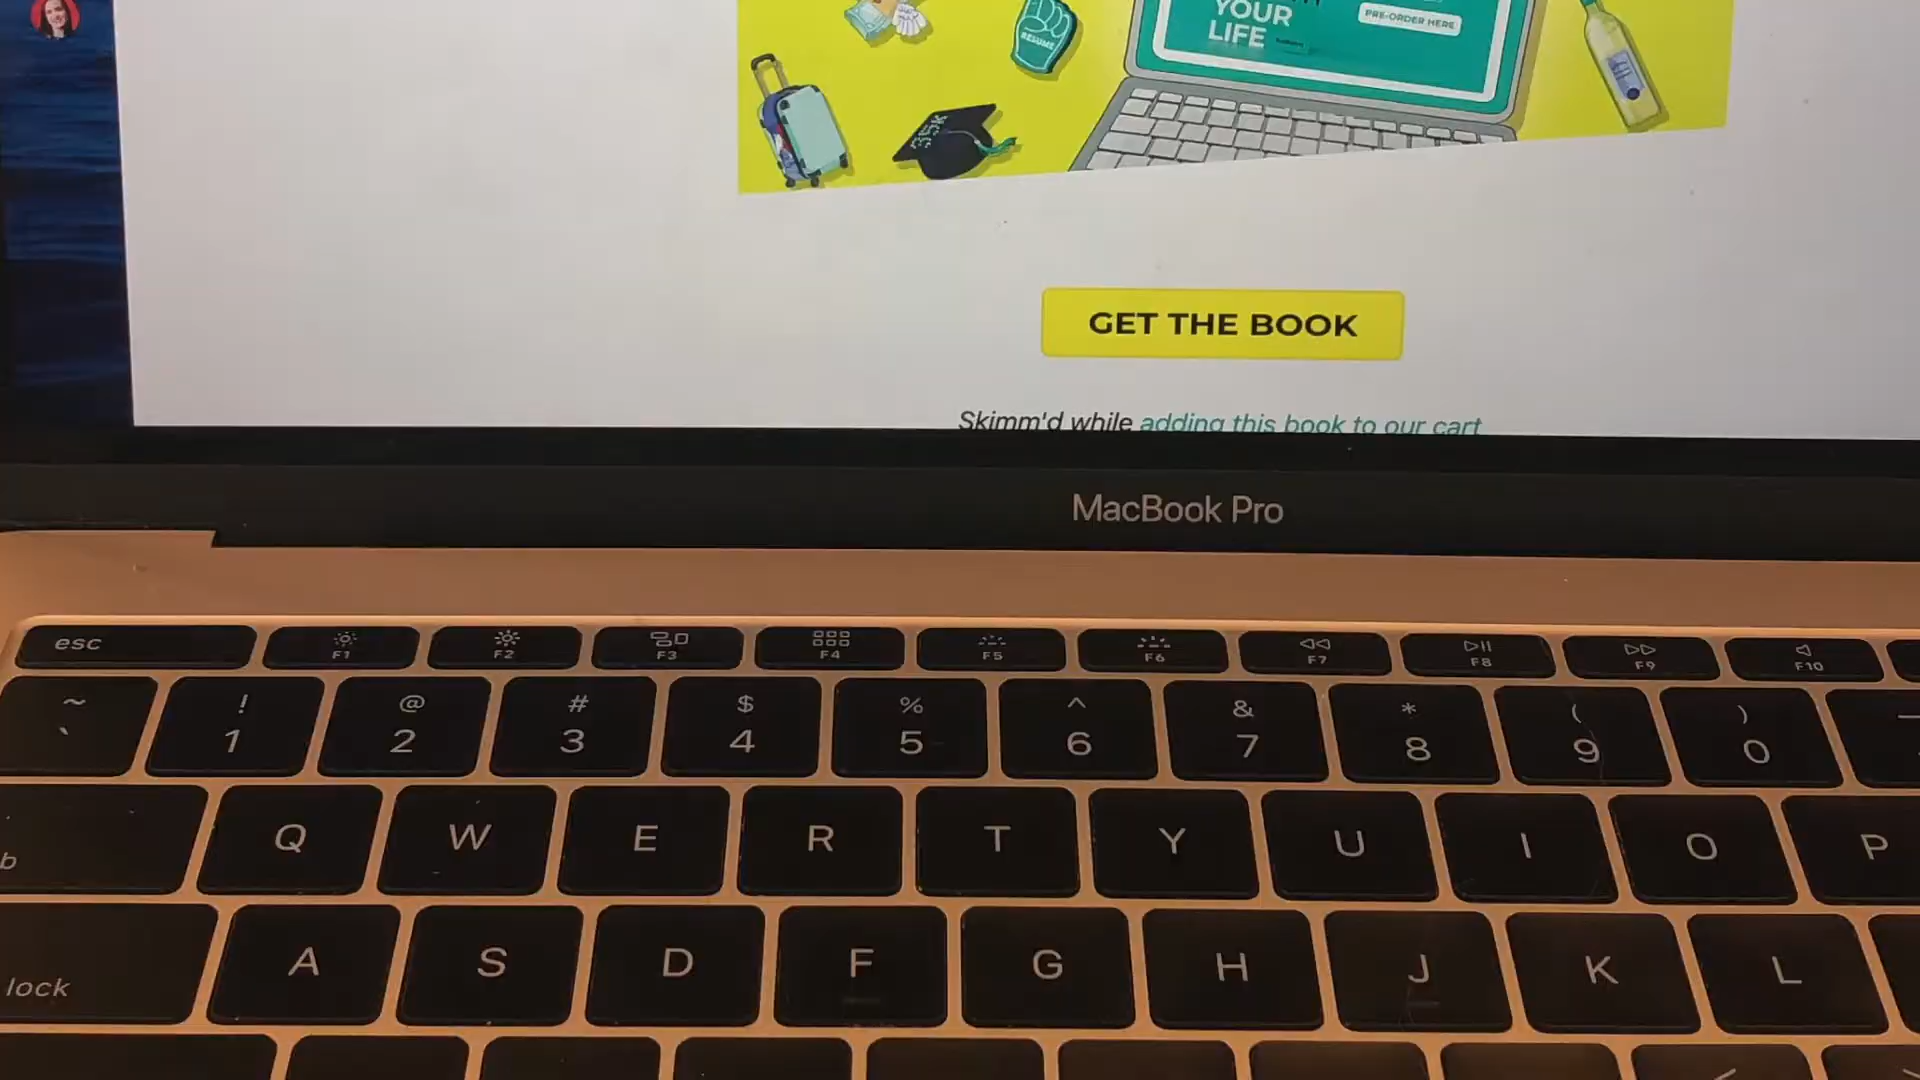 YOUR
LIFE
PRE-ORDER HERE
RESUME
GET THE BOOK
Skimm'd while adding this book to our cart
MacBook Pro
esc F1 F2 F3 F4 F5 F6 F7 F8 F9 F10
~ ! @ # $ % ^ & * ( ) —
` 1 2 3 4 5 6 7 8 9 0
b Q W E R T Y U I O P
lock A S D F G H J K L
<